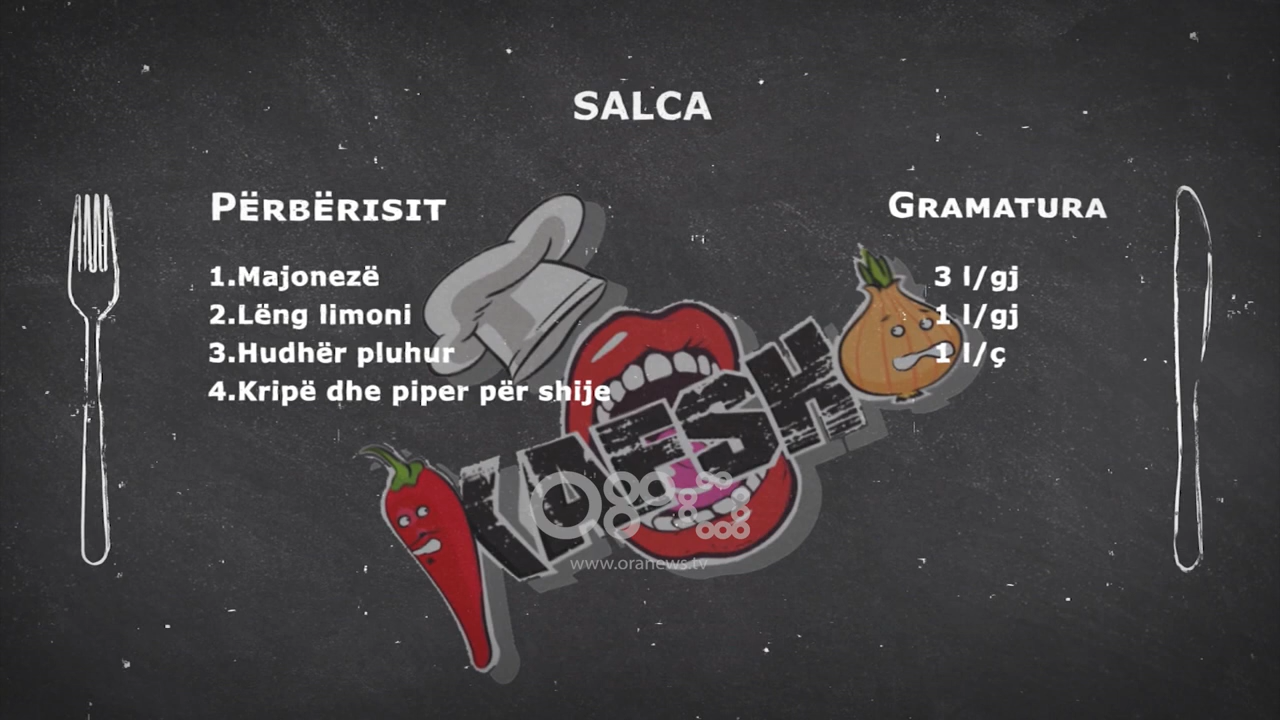 SALCA
PËRBËRISIT GRAMATURA
1.Majonezë 3 l/gj
2.Lëng limoni 1 l/gj
3.Hudhër pluhur 1 l/ç
4.Kripë dhe piper për shije
KAESH
www.oranews.tv